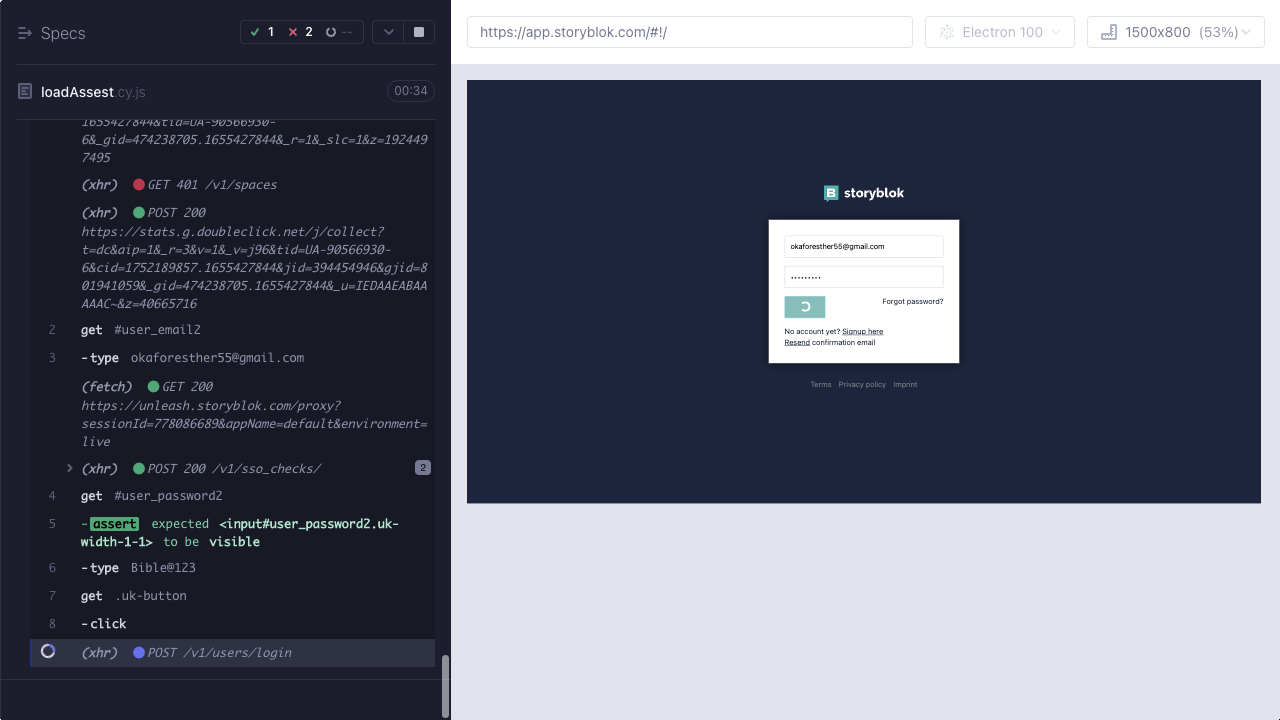 Specs
1
2
--
https://app.storyblok.com/#!/
Electron 100
1500x800 (53%)
loadAssest.cy.js
00:34
1655427844&tid=UA-90566930-
6&_gid=474238705.1655427844&_r=1&_slc=1&z=192449
7495
(xhr) GET 401 /v1/spaces
(xhr) POST 200
https://stats.g.doubleclick.net/j/collect?
t=dc&aip=1&_r=3&v=1&_v=j96&tid=UA-90566930-
6&cid=1752189857.1655427844&jid=394454946&gjid=8
08578059&_gid=474238705.1655427844&_u=IEDAAEABAA
AAAC~&z=40665716
2 get #user_email2
3 -type okaforesther55@gmail.com
(fetch) GET 200
https://unleash.storyblok.com/proxy?
sessionId=778086689&appName=default&environment=
live
(xhr) POST 200 /v1/sso_checks/ 2
4 get #user_password2
5 -assert expected <input#user_password2.uk-
width-1-1> to be visible
6 -type Bible@123
7 get .uk-button
8 -click
(xhr) POST /v1/users/login
storyblok
okaforesther55@gmail.com
•••••••••
Forgot password?
No account yet? Signup here
Resend confirmation email
Terms Privacy policy Imprint